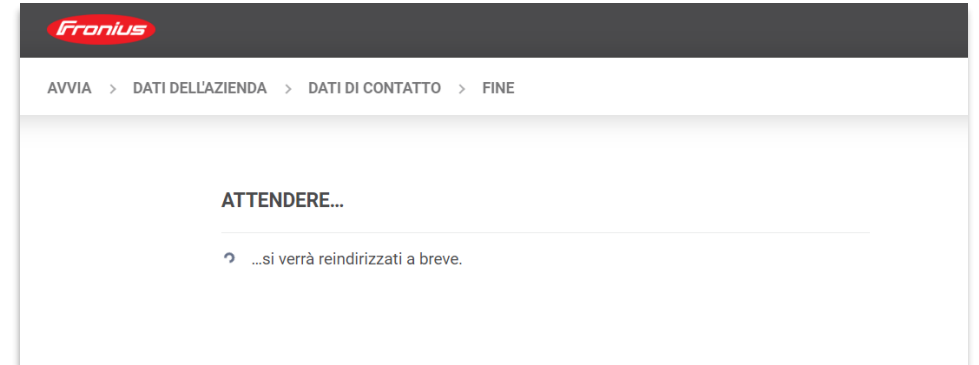 Fronius
AVVIA > DATI DELL'AZIENDA > DATI DI CONTATTO > FINE
ATTENDERE...
...si verrà reindirizzati a breve.